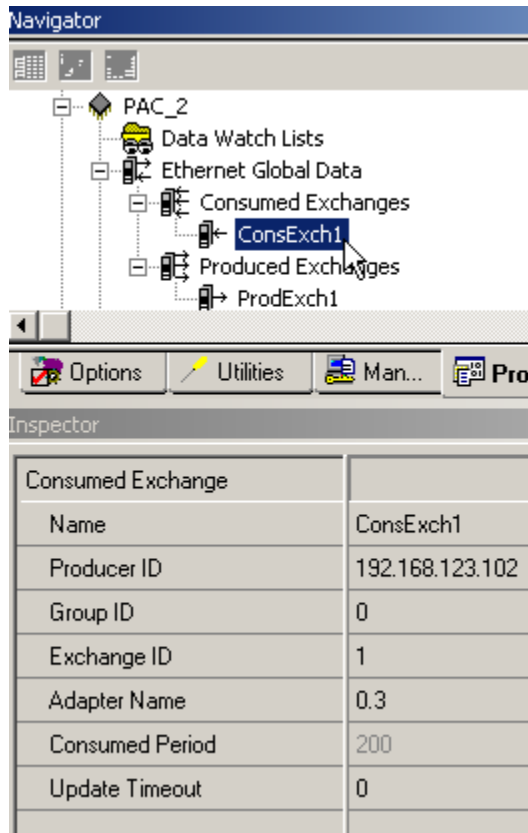 Navigator
PAC_2
Data Watch Lists
Ethernet Global Data
Consumed Exchanges
ConsExch1
Produced Exchanges
ProdExch1
Options Utilities Man... Pro
Inspector
Consumed Exchange
Name ConsExch1
Producer ID 192.168.123.102
Group ID 0
Exchange ID 1
Adapter Name 0.3
Consumed Period 200
Update Timeout 0